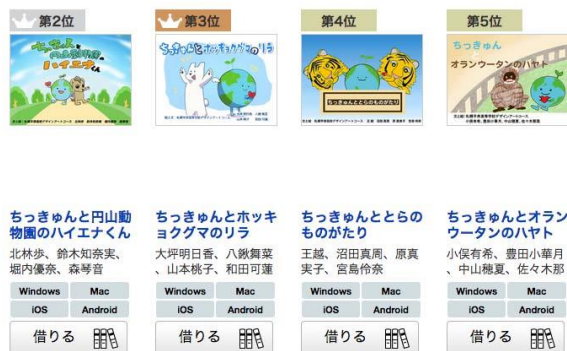 第2位
第3位
第4位
第5位
ちっきゅんと円山動物園のハイエナくん
ちっきゅんとホッキョクグマのリラ
ちっきゅんととらのものがたり
ちっきゅん
オランウータンのハヤト
ちっきゅんと円山動
物園のハイエナくん
北林歩、鈴木知奈実、
堀内優奈、森琴音
Windows
Mac
iOS
Android
借りる
ちっきゅんとホッキ
ョクグマのリラ
大坪明日香、八鍬舞菜
、山本桃子、和田可蓮
Windows
Mac
iOS
Android
借りる
ちっきゅんととらの
ものがたり
王越、沼田真周、原真
実子、宮島伶奈
Windows
Mac
iOS
Android
借りる
ちっきゅんとオラン
ウータンのハヤト
小俣有希、豊田小華月
、中山穂夏、佐々木那
Windows
Mac
iOS
Android
借りる